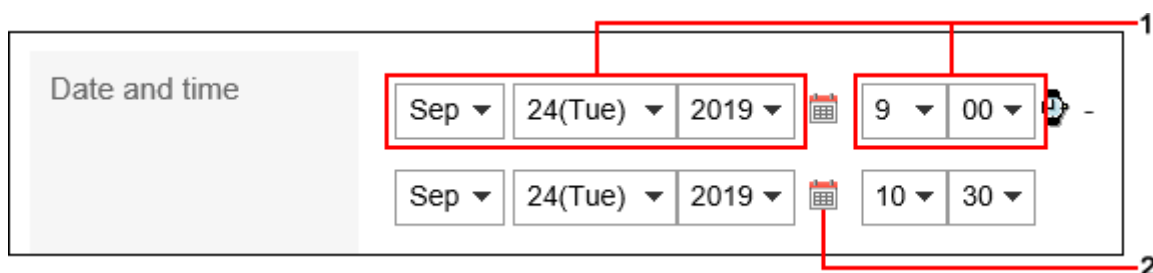 1
Date and time
Sep 24(Tue) 2019 9 00 -
Sep 24(Tue) 2019 10 30
2